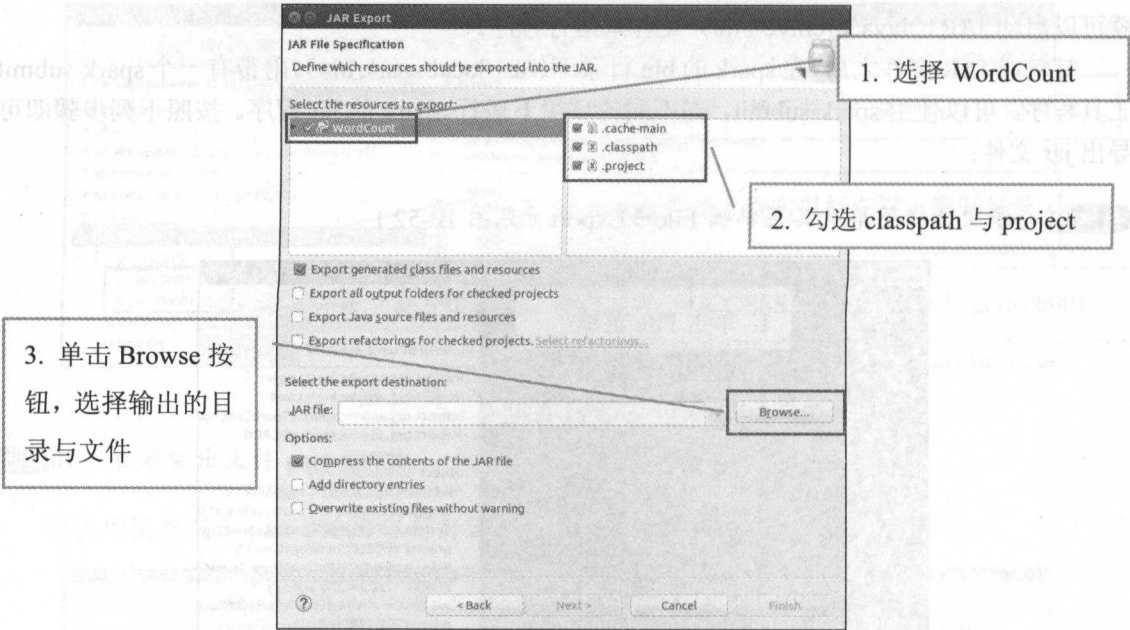 JAR Export
JAR File Specification
Define which resources should be exported into the JAR.
1. 选择 WordCount
Select the resources to export:
WordCount
.cache-main
.classpath
.project
2. 勾选 classpath 与 project
Export generated class files and resources
Export all output folders for checked projects
Export Java source files and resources
Export refactorings for checked projects. Select refactorings...
3. 单击 Browse 按
钮，选择输出的目
录与文件
Select the export destination:
JAR file:
Browse...
Options:
Compress the contents of the JAR file
Add directory entries
Overwrite existing files without warning
< Back
Next >
Cancel
Finish